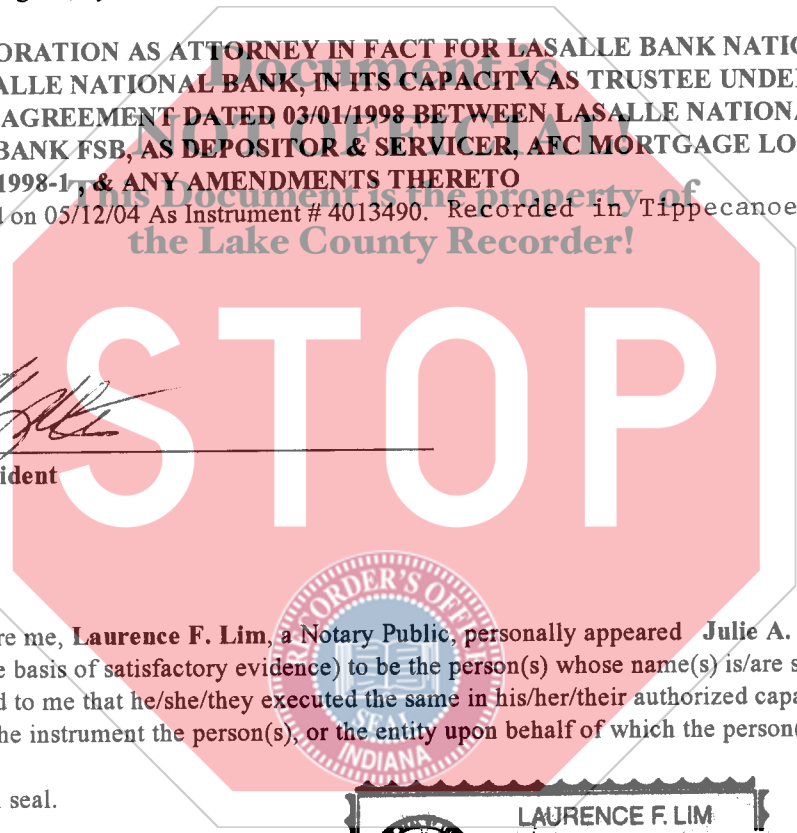 ORATION AS ATTORNEY IN FACT FOR LASALLE BANK NATIO
Document is
ALLE NATIONAL BANK, IN ITS CAPACITY AS TRUSTEE UNDE
AGREEMENT DATED 03/01/1998 BETWEEN LASALLE NATIONA
NOT OFFICIAL!
BANK FSB, AS DEPOSITOR & SERVICER, AFC MORTGAGE LO
1998-1, & ANY AMENDMENTS THERETO
This Document is the property of
on 05/12/04 As Instrument # 4013490. Recorded in Tippecanoe
the Lake County Recorder!
STOP
ident
RECORDER'S OFFI
re me, Laurence F. Lim, a Notary Public, personally appeared Julie A.
e basis of satisfactory evidence) to be the person(s) whose name(s) is/are s
d to me that he/she/they executed the same in his/her/their authorized capa
he instrument the person(s), or the entity upon behalf of which the person(
SEAL
INDIANA
seal.
LAURENCE F. LIM